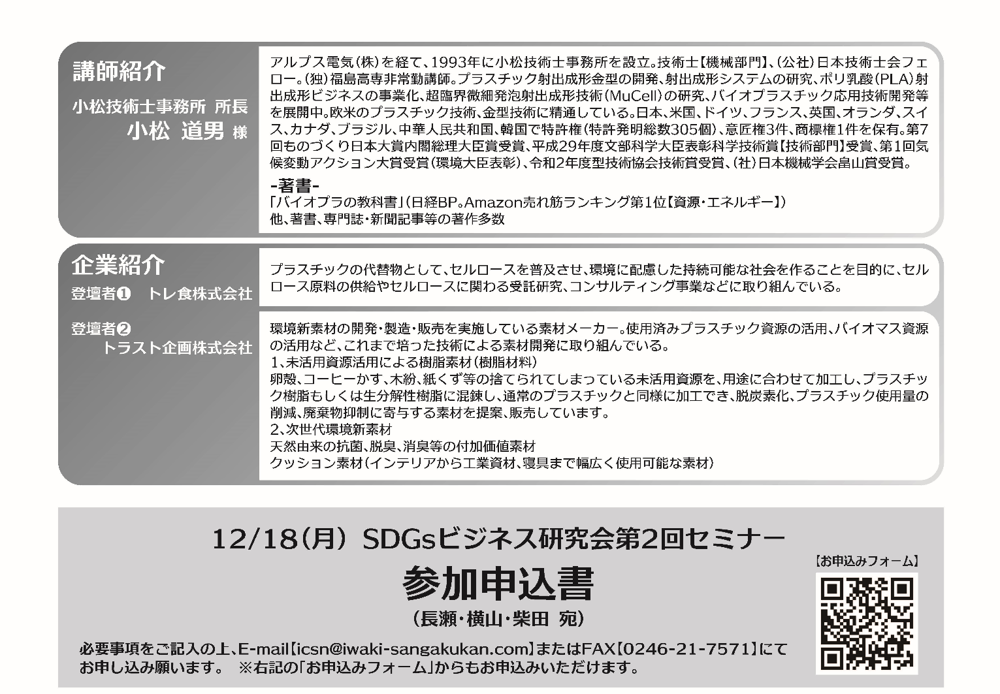 講師紹介
小松技術士事務所 所長
小松 道男 様
アルプス電気（株）を経て、1993年に小松技術士事務所を設立。技術士【機械部門】、（公社）日本技術士会フェ
ロー。（独）福島高専非常勤講師。プラスチック射出成形金型の開発、射出成形システムの研究、ポリ乳酸（PLA）射
出成形ビジネスの事業化、超臨界微細発泡射出成形技術（MuCell）の研究、バイオプラスチック応用技術開発等
を展開中。欧米のプラスチック技術、金型技術に精通している。日本、米国、ドイツ、フランス、英国、オランダ、スイ
ス、カナダ、ブラジル、中華人民共和国、韓国で特許権（特許発明総数305個）、意匠権3件、商標権1件を保有。第7
回ものづくり日本大賞内閣総理大臣賞受賞、平成29年度文部科学大臣表彰科学技術賞【技術部門】受賞、第1回気
候変動アクション大賞受賞（環境大臣表彰）、令和2年度型技術協会技術賞受賞、（社）日本機械学会畠山賞受賞。
-著書-
「バイオプラの教科書」（日経BP。Amazon売れ筋ランキング第1位【資源・エネルギー】）
他、著書、専門誌・新聞記事等の著作多数
企業紹介
登壇者❶ トレ食株式会社
プラスチックの代替物として、セルロースを普及させ、環境に配慮した持続可能な社会を作ることを目的に、セル
ロース原料の供給やセルロースに関わる受託研究、コンサルティング事業などに取り組んでいる。
登壇者❷
トラスト企画株式会社
環境新素材の開発・製造・販売を実施している素材メーカー。使用済みプラスチック資源の活用、バイオマス資源
の活用など、これまで培った技術による素材開発に取り組んでいる。
1、未活用資源活用による樹脂素材（樹脂材料）
卵殻、コーヒーかす、木紛、紙くず等の捨てられてしまっている未活用資源を、用途に合わせて加工し、プラスチッ
ク樹脂もしくは生分解性樹脂に混錬し、通常のプラスチックと同様に加工でき、脱炭素化、プラスチック使用量の
削減、廃棄物抑制に寄与する素材を提案、販売しています。
2、次世代環境新素材
天然由来の抗菌、脱臭、消臭等の付加価値素材
クッション素材（インテリアから工業資材、寝具まで幅広く使用可能な素材）
12/18（月） SDGsビジネス研究会第2回セミナー
参加申込書
（長瀬・横山・柴田 宛）
【お申込みフォーム】
必要事項をご記入の上、E-mail【icsn@iwaki-sangakukan.com】またはFAX【0246-21-7571】にて
お申し込み願います。 ※右記の「お申込みフォーム」からもお申込みいただけます。